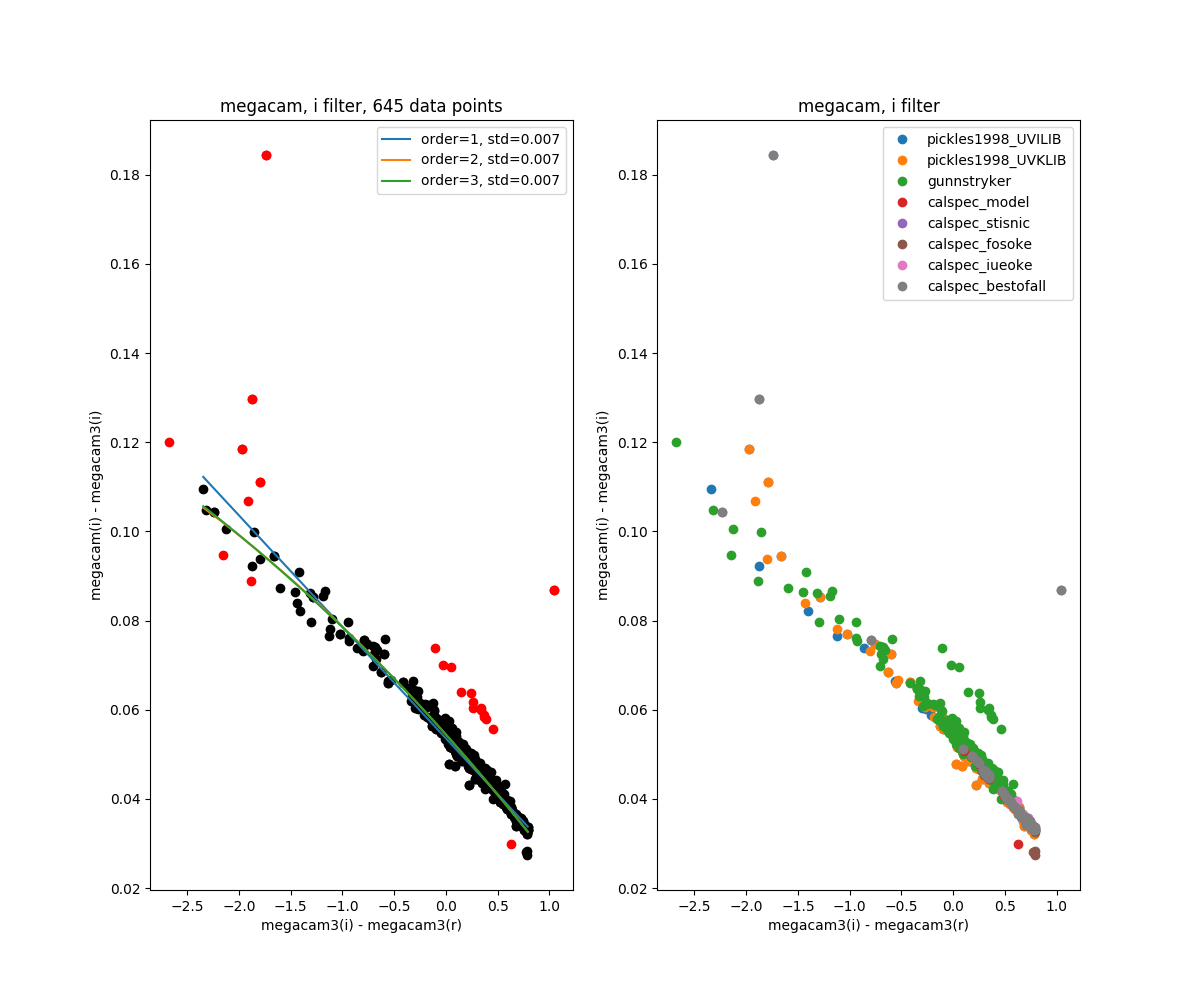 megacam, i filter, 645 data points
order=1, std=0.007
order=2, std=0.007
order=3, std=0.007
0.18
0.16
0.14
0.12
0.10
0.08
0.06
0.04
0.02
megacam(i) - megacam3(i)
−2.5
−2.0
−1.5
−1.0
−0.5
0.0
0.5
1.0
megacam3(i) - megacam3(r)
megacam, i filter
pickles1998_UVILIB
pickles1998_UVKLIB
gunnstryker
calspec_model
calspec_stisnic
calspec_fosoke
calspec_iueoke
calspec_bestofall
0.18
0.16
0.14
0.12
0.10
0.08
0.06
0.04
0.02
megacam(i) - megacam3(i)
−2.5
−2.0
−1.5
−1.0
−0.5
0.0
0.5
1.0
megacam3(i) - megacam3(r)